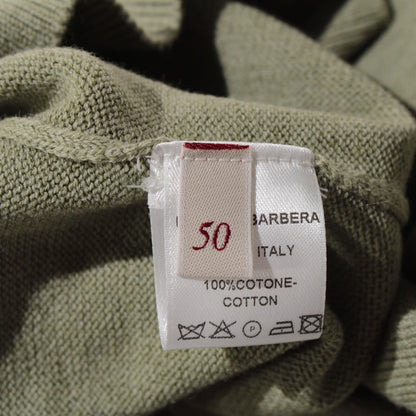 50
BARBERA
ITALY
100%COTONE-
COTTON
P